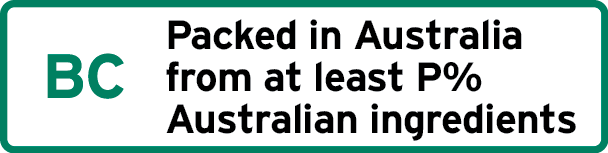 BC
Packed in Australia
from at least P%
Australian ingredients